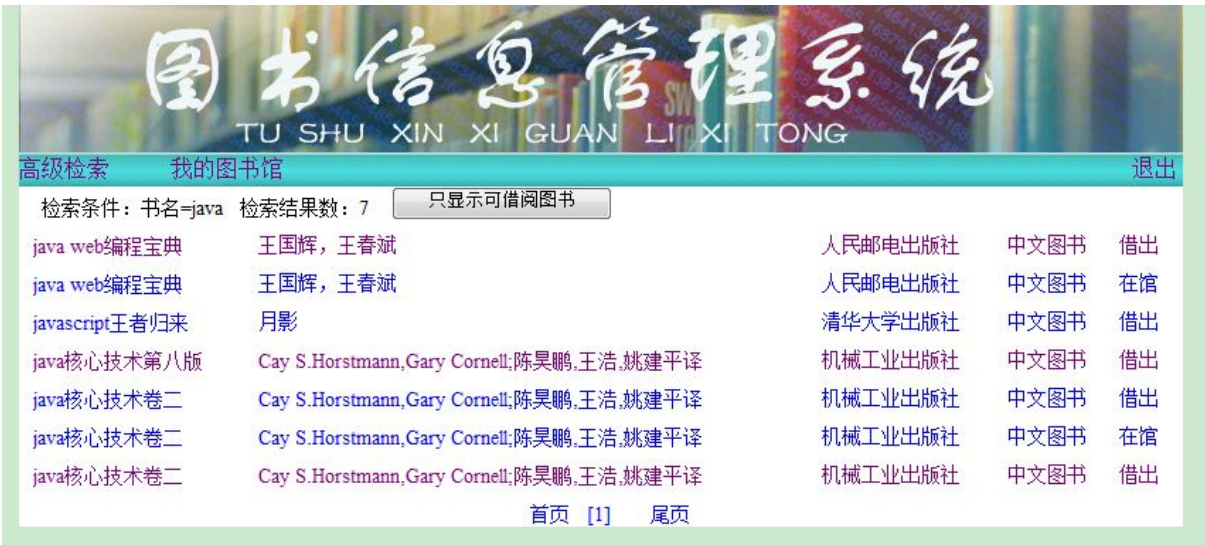 图书信息管理系统
TU SHU XIN XI GUAN LI XI TONG
高级检索 我的图书馆 退出
检索条件：书名=java 检索结果数：7 只显示可借阅图书
java web编程宝典 王国辉，王春斌 人民邮电出版社 中文图书 借出
java web编程宝典 王国辉，王春斌 人民邮电出版社 中文图书 在馆
javascript王者归来 月影 清华大学出版社 中文图书 借出
java核心技术第八版 Cay S.Horstmann,Gary Cornell;陈昊鹏,王浩,姚建平译 机械工业出版社 中文图书 借出
java核心技术卷二 Cay S.Horstmann,Gary Cornell;陈昊鹏,王浩,姚建平译 机械工业出版社 中文图书 借出
java核心技术卷二 Cay S.Horstmann,Gary Cornell;陈昊鹏,王浩,姚建平译 机械工业出版社 中文图书 在馆
java核心技术卷二 Cay S.Horstmann,Gary Cornell;陈昊鹏,王浩,姚建平译 机械工业出版社 中文图书 借出
首页 [1] 尾页